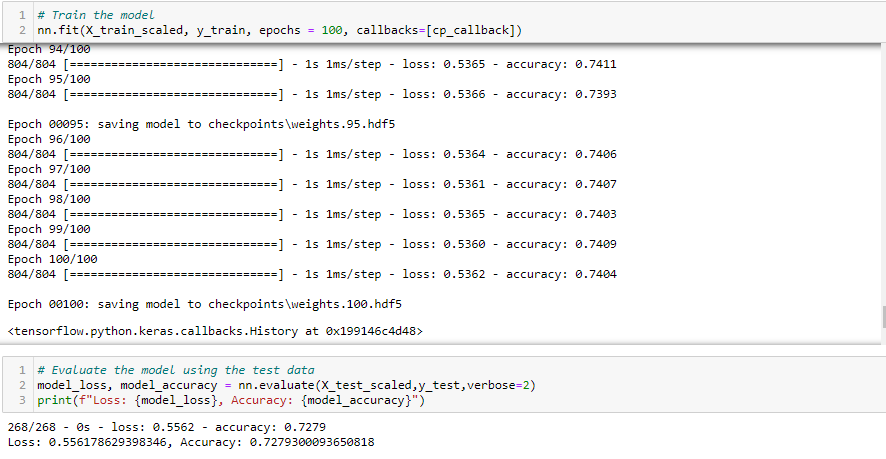 1 # Train the model
2 nn.fit(X_train_scaled, y_train, epochs = 100, callbacks=[cp_callback])
Epoch 94/100
804/804 [==============================] - 1s 1ms/step - loss: 0.5365 - accuracy: 0.7411
Epoch 95/100
804/804 [==============================] - 1s 1ms/step - loss: 0.5366 - accuracy: 0.7393

Epoch 00095: saving model to checkpoints\weights.95.hdf5
Epoch 96/100
804/804 [==============================] - 1s 1ms/step - loss: 0.5364 - accuracy: 0.7406
Epoch 97/100
804/804 [==============================] - 1s 1ms/step - loss: 0.5361 - accuracy: 0.7407
Epoch 98/100
804/804 [==============================] - 1s 1ms/step - loss: 0.5365 - accuracy: 0.7403
Epoch 99/100
804/804 [==============================] - 1s 1ms/step - loss: 0.5360 - accuracy: 0.7409
Epoch 100/100
804/804 [==============================] - 1s 1ms/step - loss: 0.5362 - accuracy: 0.7404

Epoch 00100: saving model to checkpoints\weights.100.hdf5

<tensorflow.python.keras.callbacks.History at 0x199146c4d48>

1 # Evaluate the model using the test data
2 model_loss, model_accuracy = nn.evaluate(X_test_scaled,y_test,verbose=2)
3 print(f"Loss: {model_loss}, Accuracy: {model_accuracy}")
268/268 - 0s - loss: 0.5562 - accuracy: 0.7279
Loss: 0.556178629398346, Accuracy: 0.7279300093650818